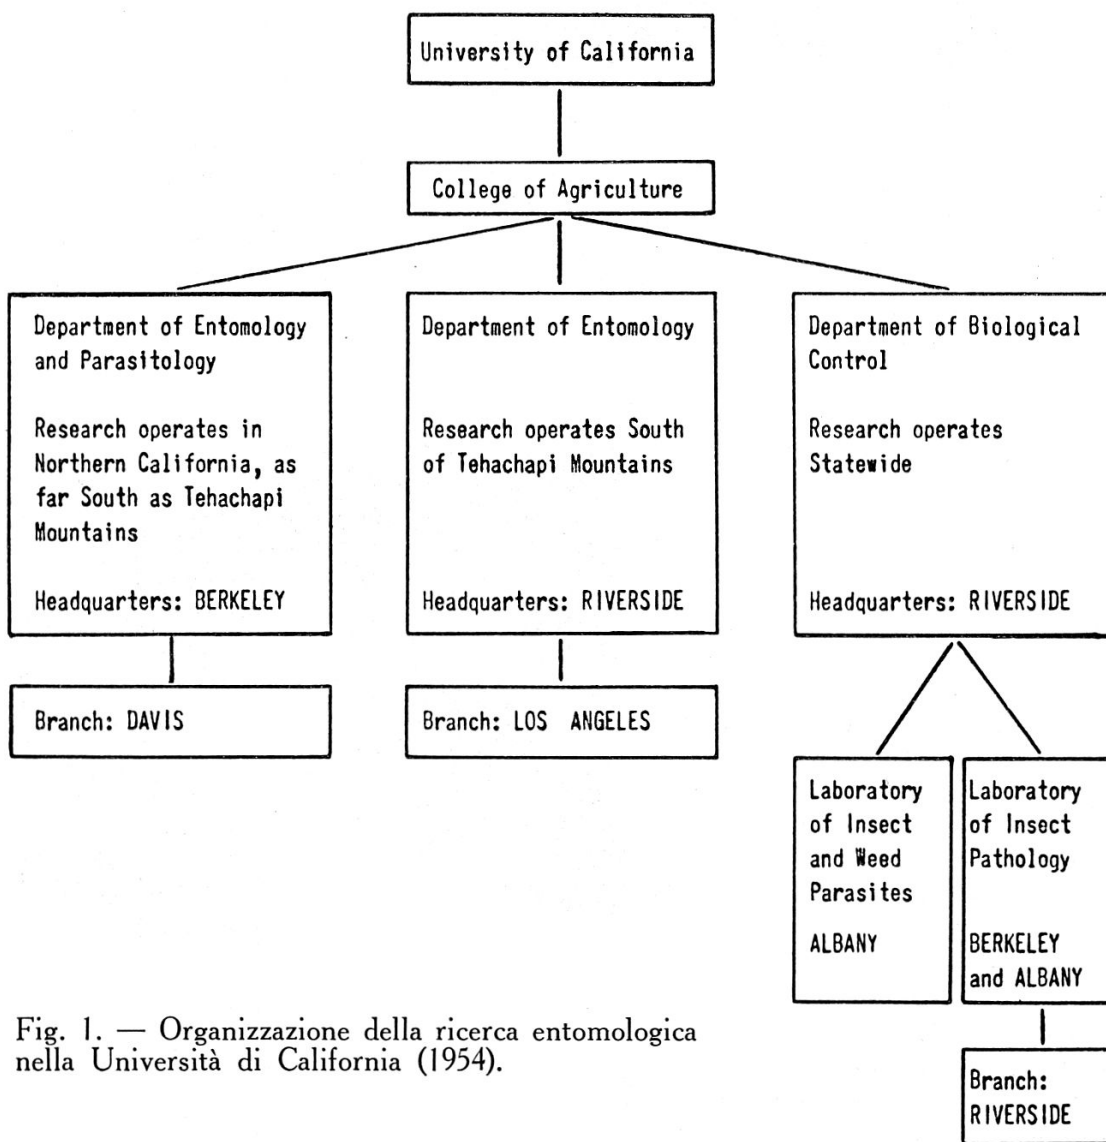 University of California
College of Agriculture
Department of Entomology
and Parasitology
Research operates in
Northern California, as
far South as Tehachapi
Mountains
Headquarters: BERKELEY
Branch: DAVIS
Department of Entomology
Research operates South
of Tehachapi Mountains
Headquarters: RIVERSIDE
Branch: LOS ANGELES
Department of Biological
Control
Research operates
Statewide
Headquarters: RIVERSIDE
Laboratory
of Insect
and Weed
Parasites
ALBANY
Laboratory
of Insect
Pathology
BERKELEY
and ALBANY
Branch:
RIVERSIDE
Fig. 1. — Organizzazione della ricerca entomologica
nella Università di California (1954).